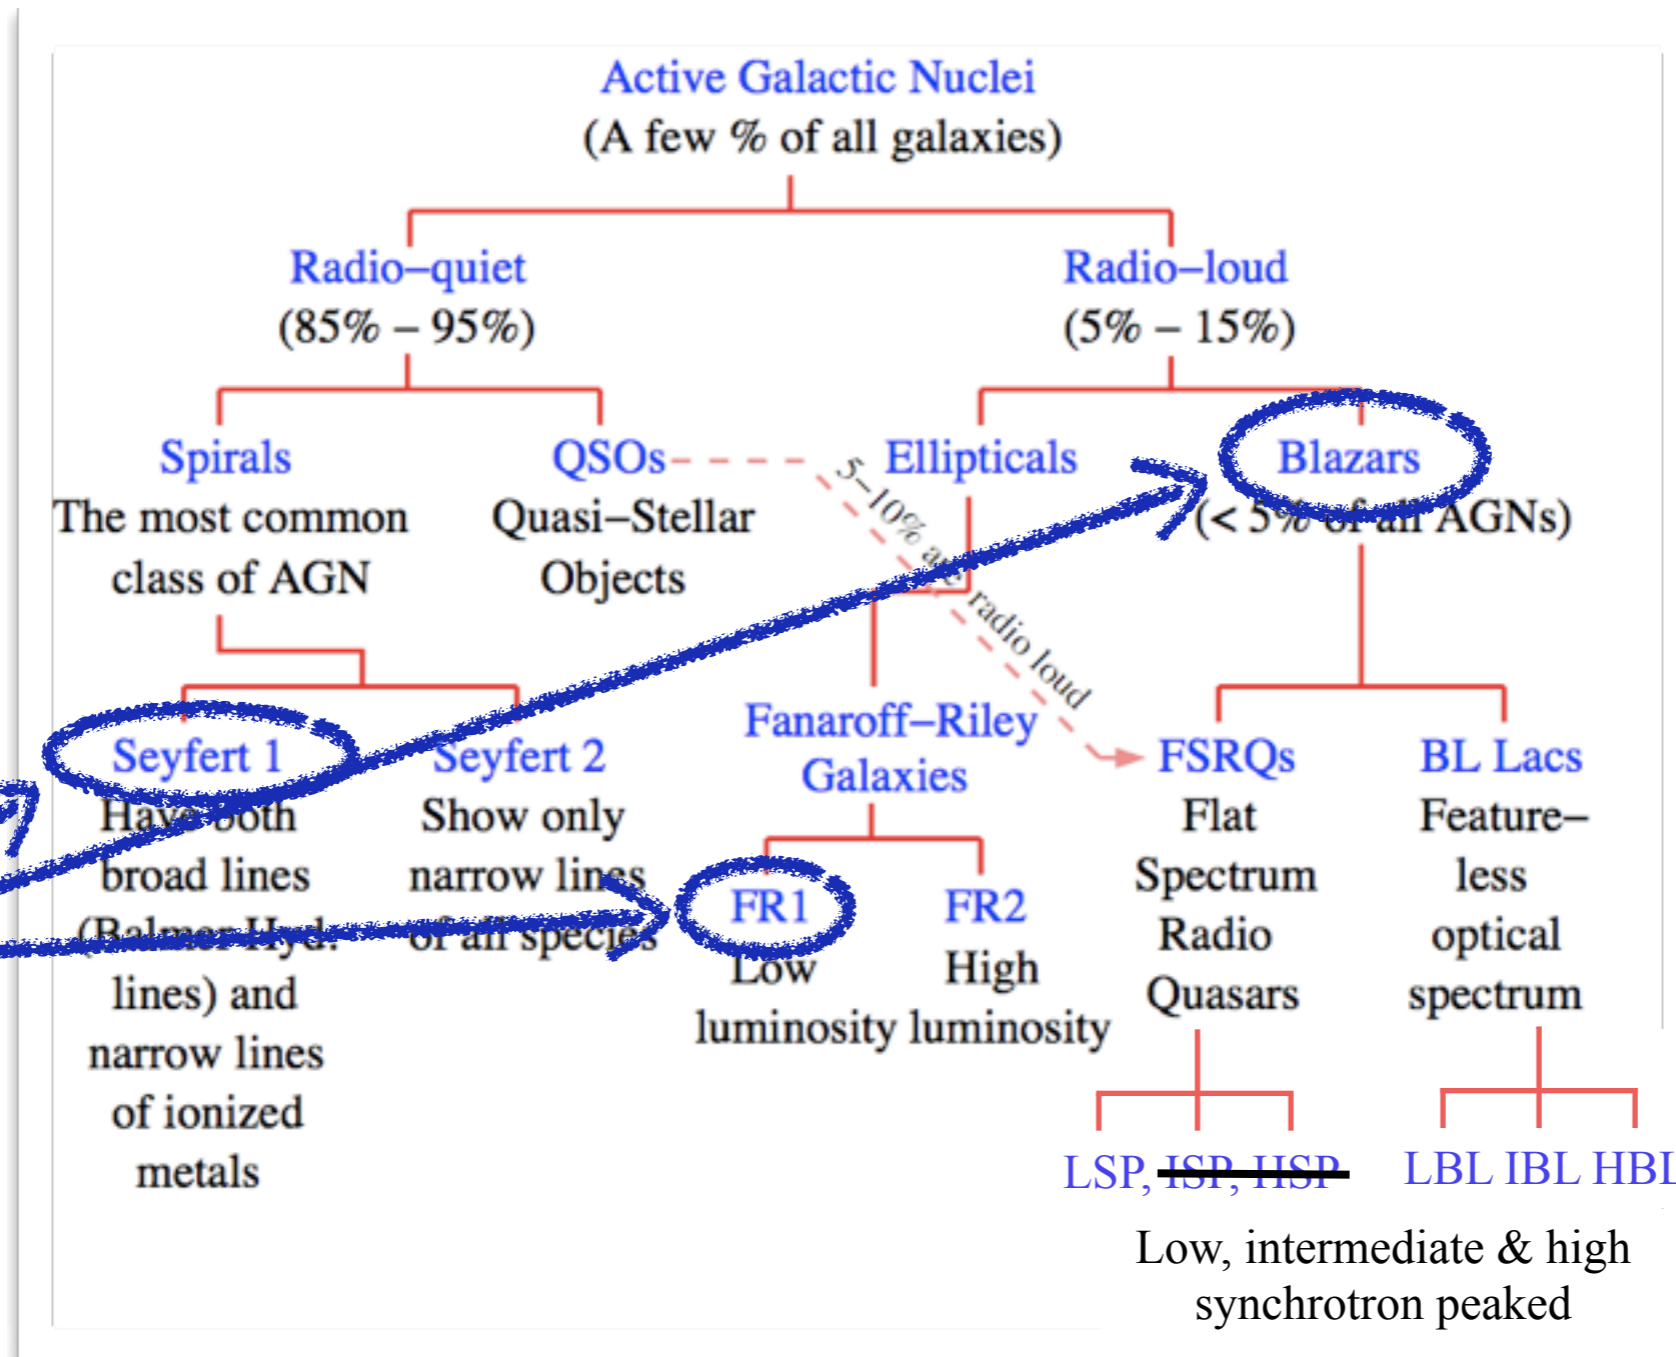 Active Galactic Nuclei
(A few % of all galaxies)
Radio–quiet
(85% – 95%)
Radio–loud
(5% – 15%)
Spirals
The most common
class of AGN
QSOs
Quasi–Stellar
Objects
5–10% are radio loud
Ellipticals
Blazars
(< 5% of all AGNs)
Seyfert 1
Have both
broad lines
(Balmer Hyd.
lines) and
narrow lines
of ionized
metals
Seyfert 2
Show only
narrow lines
of all species
Fanaroff–Riley
Galaxies
FR1
Low
luminosity
FR2
High
luminosity
FSRQs
Flat
Spectrum
Radio
Quasars
BL Lacs
Feature–
less
optical
spectrum
LSP, ISP, HSP
LBL IBL HBL
Low, intermediate & high
synchrotron peaked